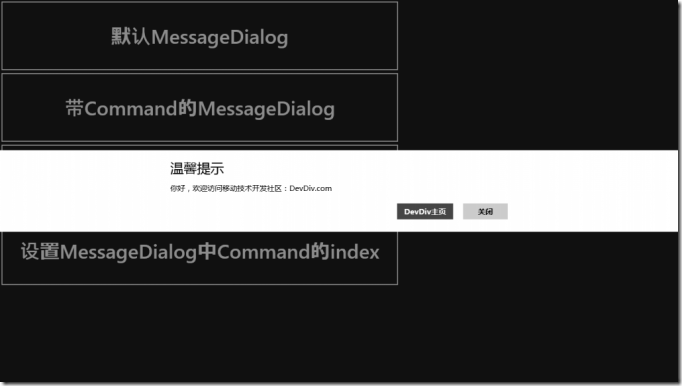 默认MessageDialog
带Command的MessageDialog
温馨提示
你好，欢迎访问移动技术开发社区：DevDiv.com
DevDiv主页
关闭
设置MessageDialog中Command的index